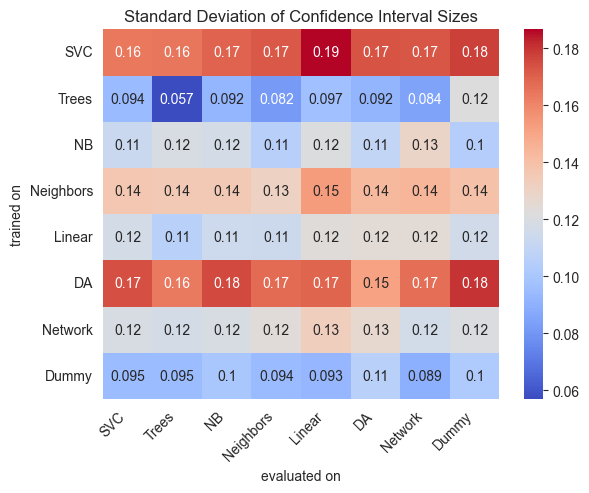 Standard Deviation of Confidence Interval Sizes
SVC 0.16 0.16 0.17 0.17 0.19 0.17 0.17 0.18
Trees 0.094 0.057 0.092 0.082 0.097 0.092 0.084 0.12
NB 0.11 0.12 0.12 0.11 0.12 0.11 0.13 0.1
Neighbors 0.14 0.14 0.14 0.13 0.15 0.14 0.14 0.14
Linear 0.12 0.11 0.11 0.11 0.12 0.12 0.12 0.12
DA 0.17 0.16 0.18 0.17 0.17 0.15 0.17 0.18
Network 0.12 0.12 0.12 0.12 0.13 0.13 0.12 0.12
Dummy 0.095 0.095 0.1 0.094 0.093 0.11 0.089 0.1
trained on
SVC Trees NB Neighbors Linear DA Network Dummy
evaluated on
0.18
0.16
0.14
0.12
0.10
0.08
0.06